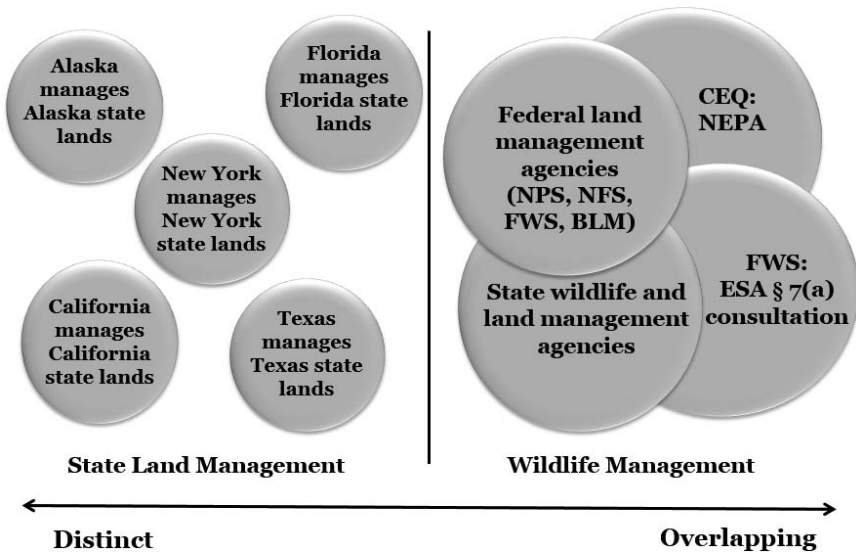 Alaska
manages
Alaska state
lands
Florida
manages
Florida state
lands
New York
manages
New York
state lands
California
manages
California
state lands
Texas
manages
Texas state
lands
Federal land
management
agencies
(NPS, NFS,
FWS, BLM)
CEQ:
NEPA
State wildlife and
land management
agencies
FWS:
ESA § 7(a)
consultation
State Land Management
Wildlife Management
Distinct
Overlapping